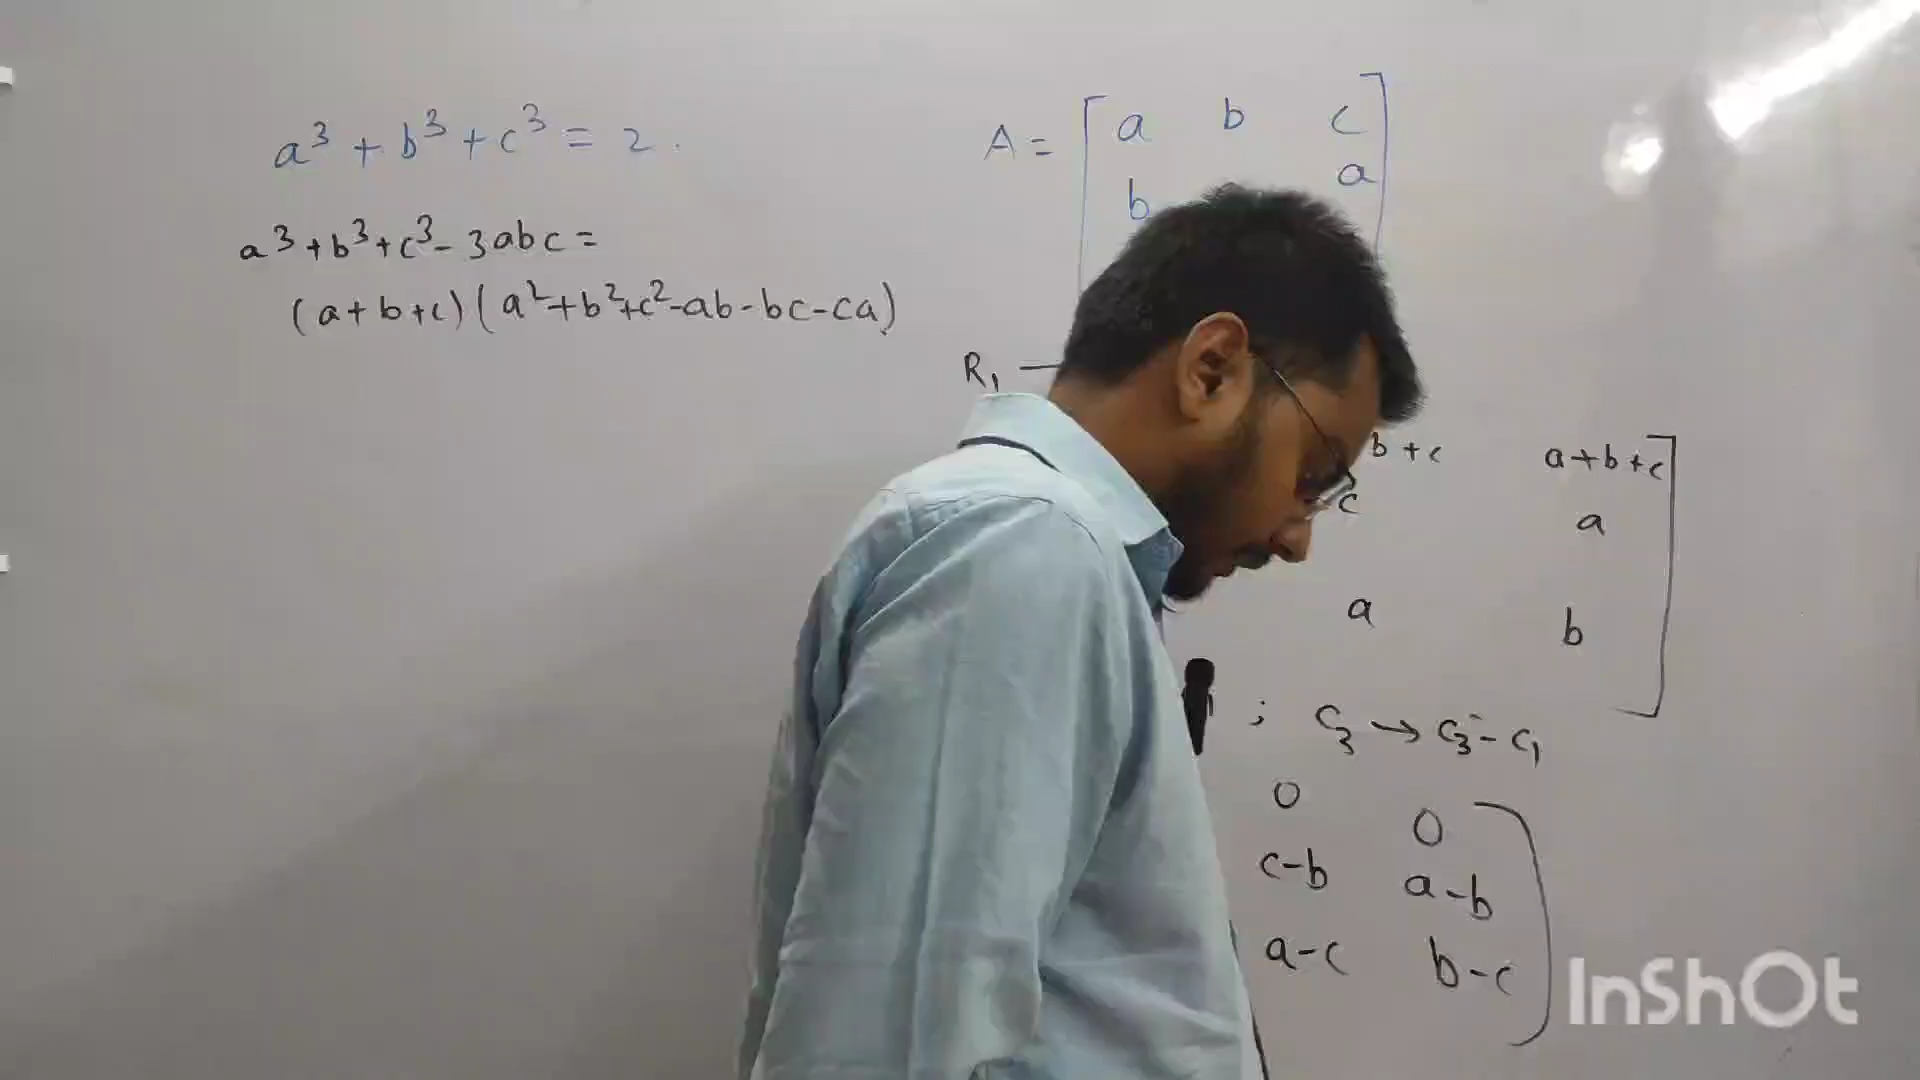 a³ + b³ + c³ = 2.
a³ + b³ + c³ - 3abc =
(a + b + c) (a² + b² + c² - ab - bc - ca)
A = [ a b c ]
b a
R₁ —
b + c a + b + c
c a
a b
; C₃ → C₃ - C₁
0 0
c-b a-b
a-c b-c
InShOt